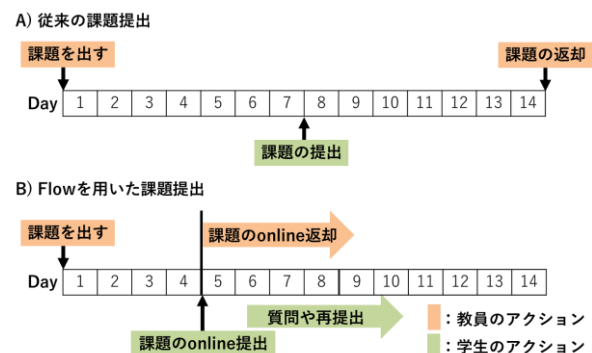 A) 従来の課題提出
課題を出す 課題の返却
Day 1 2 3 4 5 6 7 8 9 10 11 12 13 14
課題の提出
B) Flowを用いた課題提出
課題を出す 課題のonline返却
Day 1 2 3 4 5 6 7 8 9 10 11 12 13 14
質問や再提出 : 教員のアクション
課題のonline提出 : 学生のアクション